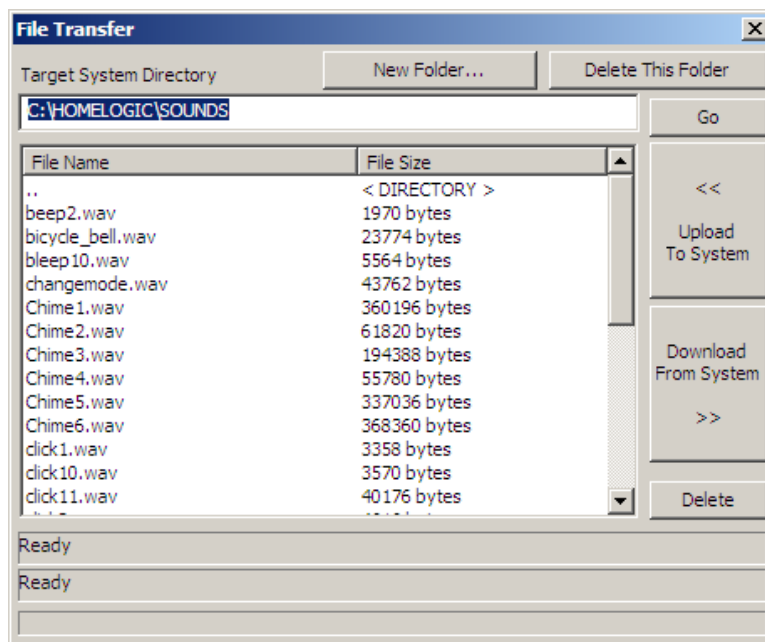 File Transfer
Target System Directory
New Folder...
Delete This Folder
C:\HOMELOGIC\SOUNDS
Go
File Name File Size
.. < DIRECTORY >
beep2.wav 1970 bytes
bicycle_bell.wav 23774 bytes
bleep10.wav 5564 bytes
changemode.wav 43762 bytes
Chime1.wav 360196 bytes
Chime2.wav 61820 bytes
Chime3.wav 194388 bytes
Chime4.wav 55780 bytes
Chime5.wav 337036 bytes
Chime6.wav 368360 bytes
click1.wav 3358 bytes
click10.wav 3570 bytes
click11.wav 40176 bytes
<<
Upload
To System
Download
From System
>>
Delete
Ready
Ready